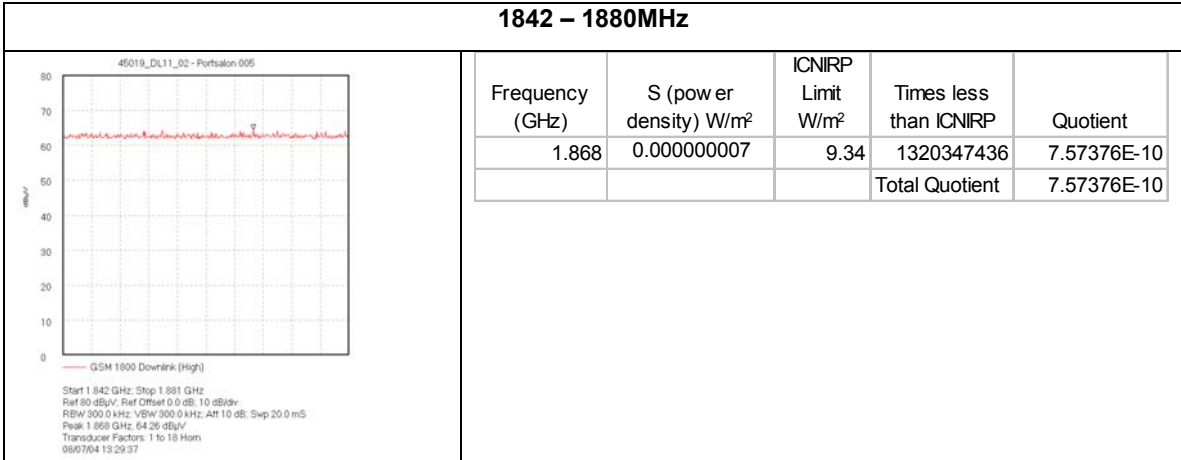 1842 – 1880MHz
45019_DL11_02 - Portsalon 005
80
70
60
50
40
30
20
10
0
dBµV
GSM 1800 Downlink (High)
Start 1.842 GHz; Stop 1.881 GHz
Ref 80 dBµV; Ref Offset 0.0 dB; 10 dB/div
RBW 300.0 kHz; VBW 300.0 kHz; Att 10 dB; Swp 20.0 mS
Peak 1.868 GHz, 64.26 dBµV
Transducer Factors: 1 to 18 Horn
08/07/04 13:29:37
Frequency (GHz) S (pow er density) W/m² ICNIRP Limit W/m² Times less than ICNIRP Quotient
1.868 0.000000007 9.34 1320347436 7.57376E-10
Total Quotient 7.57376E-10